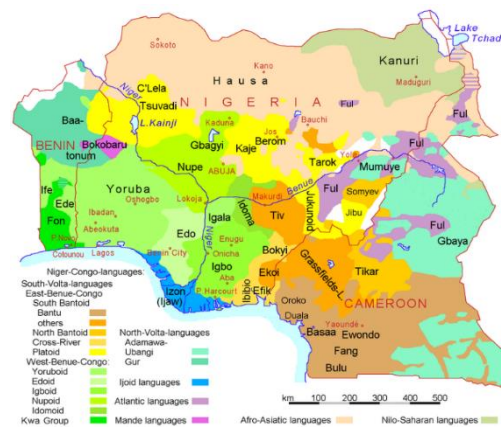 Lake
Tchad
Sokoto
Kano
Kanuri
Hausa
Maduguri
C'Lela
Tsuvadi
Niger
NIGERIA
Ful
L.Kainji
Kaduna
Bauchi
Baa-
tonum
BENIN
Bokobaru
Gbagyi
Kaje
Jos
Berom
Tarok
Yola
Ful
Mumuye
Nupe
ABUJA
Benue
Ful
Somyev
Jibu
Ife
Ede
Fon
P.Novo
Cotounou
Yoruba
Oshogbo
Ibadan
Abeokuta
Lagos
Lokoja
Makurdi
Idoma
Tiv
Jukunoid
Ful
Gbaya
Igala
Edo
Benin City
Niger
Enugu
Onicha
Igbo
Aba
P.Harcourt
Bokyi
Ekoi
Efik
Ibibio
Grassfields-L.
Tikar
Izon
(Ijaw)
Oroko
Duala
CAMEROON
Yaounde
Basaa
Ewondo
Fang
Bulu
Niger-Congo-languages:
South-Volta-languages
East-Benue-Congo
South Bantoid
Bantu
others
North Bantoid
Cross-River
Platoid
West-Benue-Congo:
Yoruboid
Edoid
Igboid
Nupoid
Idomoid
Kwa Group
North-Volta-languages
Adamawa-
Ubangi
Gur
Ijoid languages
Atlantic languages
Mande languages
km 100 200 300 400 500
Afro-Asiatic languages
Nilo-Saharan languages